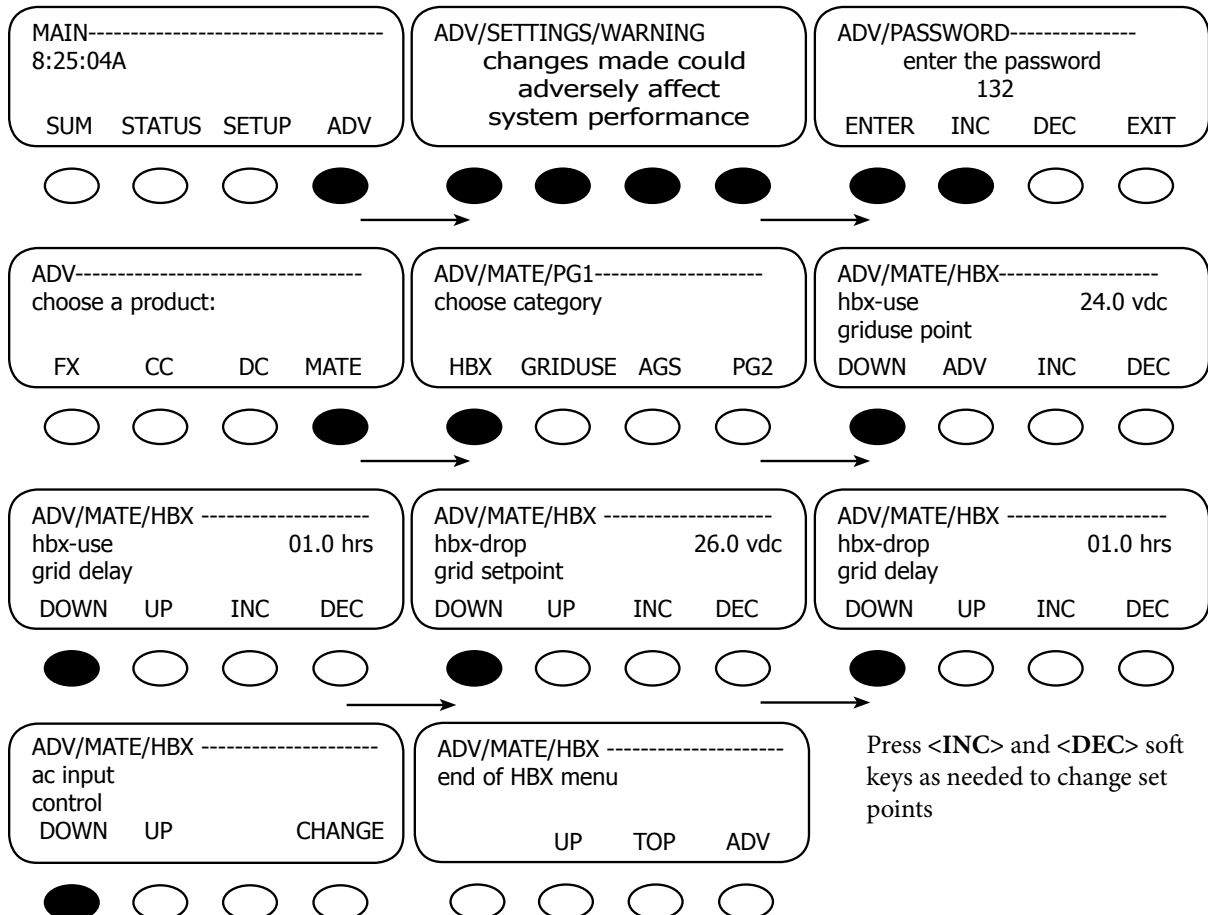 MAIN-----------------------------------
8:25:04A
SUM STATUS SETUP ADV
ADV/SETTINGS/WARNING
changes made could
adversely affect
system performance
ADV/PASSWORD---------------
enter the password
132
ENTER INC DEC EXIT
ADV----------------------------------
choose a product:
FX CC DC MATE
ADV/MATE/PG1--------------------
choose category
HBX GRIDUSE AGS PG2
ADV/MATE/HBX-------------------
hbx-use 24.0 vdc
griduse point
DOWN ADV INC DEC
ADV/MATE/HBX --------------------
hbx-use 01.0 hrs
grid delay
DOWN UP INC DEC
ADV/MATE/HBX --------------------
hbx-drop 26.0 vdc
grid setpoint
DOWN UP INC DEC
ADV/MATE/HBX -------------------
hbx-drop 01.0 hrs
grid delay
DOWN UP INC DEC
ADV/MATE/HBX ---------------------
ac input
control
DOWN UP CHANGE
ADV/MATE/HBX ---------------------
end of HBX menu
UP TOP ADV
Press <INC> and <DEC> soft
keys as needed to change set
points